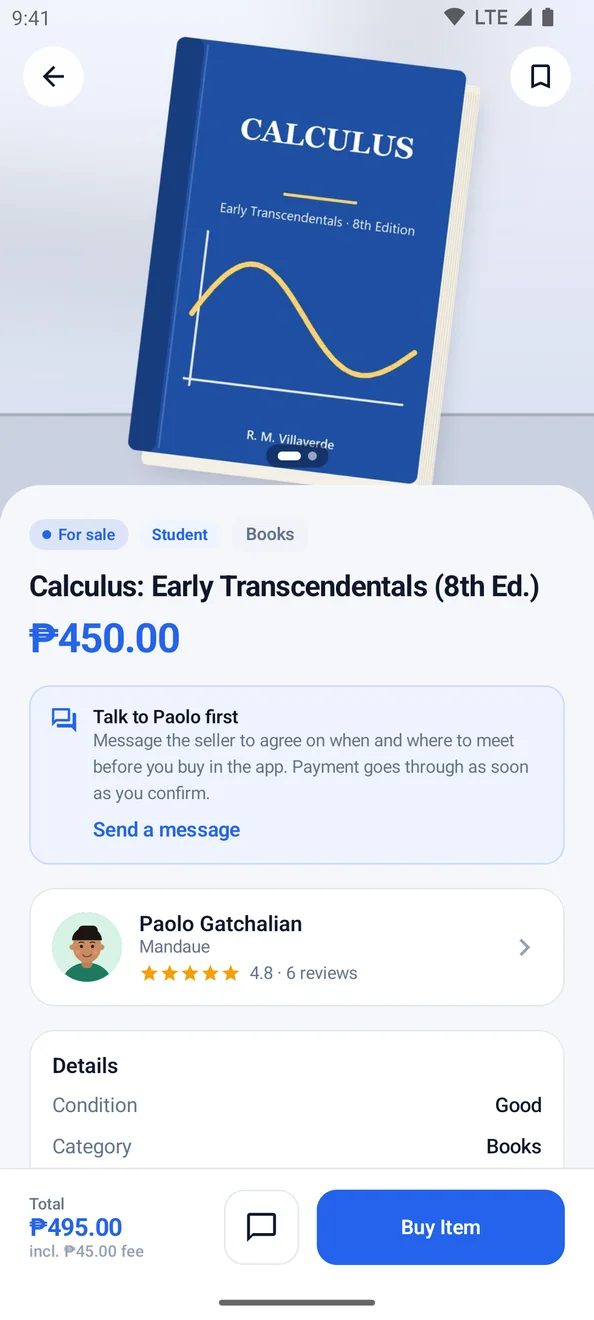 9:41
LTE
CALCULUS
Early Transcendentals · 8th Edition
R. M. Villaverde
For sale
Student
Books
Calculus: Early Transcendentals (8th Ed.)
₱450.00
Talk to Paolo first
Message the seller to agree on when and where to meet
before you buy in the app. Payment goes through as soon
as you confirm.
Send a message
Paolo Gatchalian
Mandaue
4.8 · 6 reviews
Details
Condition
Good
Category
Books
Total
₱495.00
incl. ₱45.00 fee
Buy Item